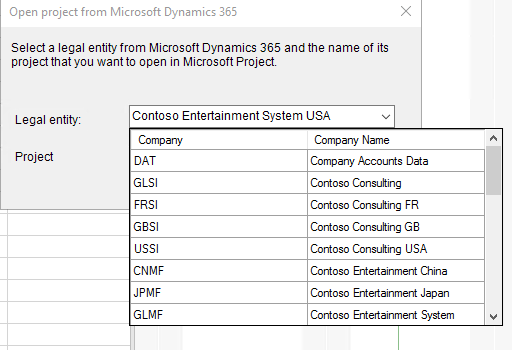 Open project from Microsoft Dynamics 365
Select a legal entity from Microsoft Dynamics 365 and the name of its
project that you want to open in Microsoft Project.
Legal entity: Contoso Entertainment System USA
Project
Company Company Name
DAT Company Accounts Data
GLSI Contoso Consulting
FRSI Contoso Consulting FR
GBSI Contoso Consulting GB
USSI Contoso Consulting USA
CNMF Contoso Entertainment China
JPMF Contoso Entertainment Japan
GLMF Contoso Entertainment System